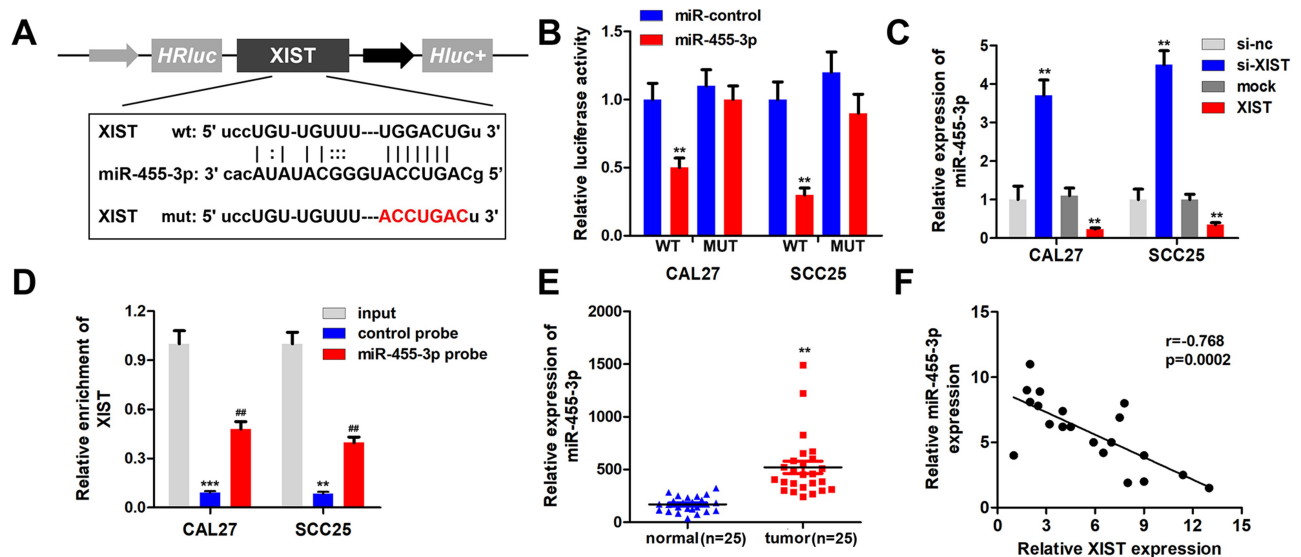 A
HRluc
XIST
Hluc+
XIST wt: 5' uccUGU-UGUUU---UGGACUGu 3'
miR-455-3p: 3' cacAUAUACGGGUACCUGACg 5'
XIST mut: 5' uccUGU-UGUUU---ACCUGACu 3'
B
miR-control
miR-455-3p
Relative luciferase activity
1.5
1.0
0.5
0.0
**
**
WT MUT WT MUT
CAL27 SCC25
C
si-nc
si-XIST
mock
XIST
Relative expression of
miR-455-3p
5
4
3
2
1
0
**
**
**
**
CAL27 SCC25
D
input
control probe
miR-455-3p probe
Relative enrichment of
XIST
1.2
0.9
0.6
0.3
0.0
***
##
**
##
CAL27 SCC25
E
Relative expression of
miR-455-3p
2000
1500
1000
500
0
**
normal(n=25) tumor(n=25)
F
Relative miR-455-3p
expression
15
10
5
0
r=-0.768
p=0.0002
0 3 6 9 12 15
Relative XIST expression